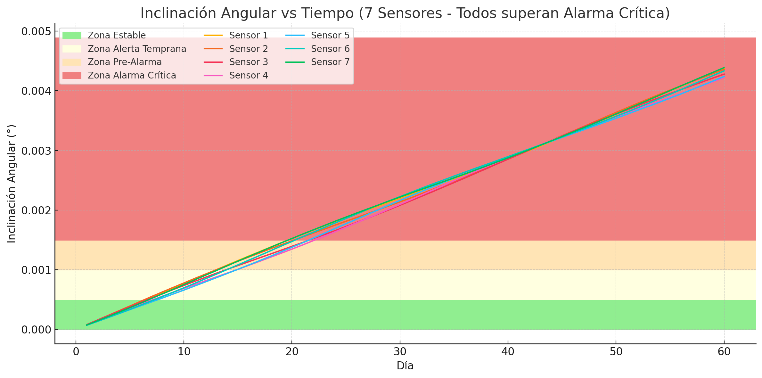 Inclinación Angular vs Tiempo (7 Sensores - Todos superan Alarma Crítica)
Zona Estable
Zona Alerta Temprana
Zona Pre-Alarma
Zona Alarma Crítica
Sensor 1
Sensor 2
Sensor 3
Sensor 4
Sensor 5
Sensor 6
Sensor 7
Inclinación Angular (°)
0.005
0.004
0.003
0.002
0.001
0.000
0 10 20 30 40 50 60
Día